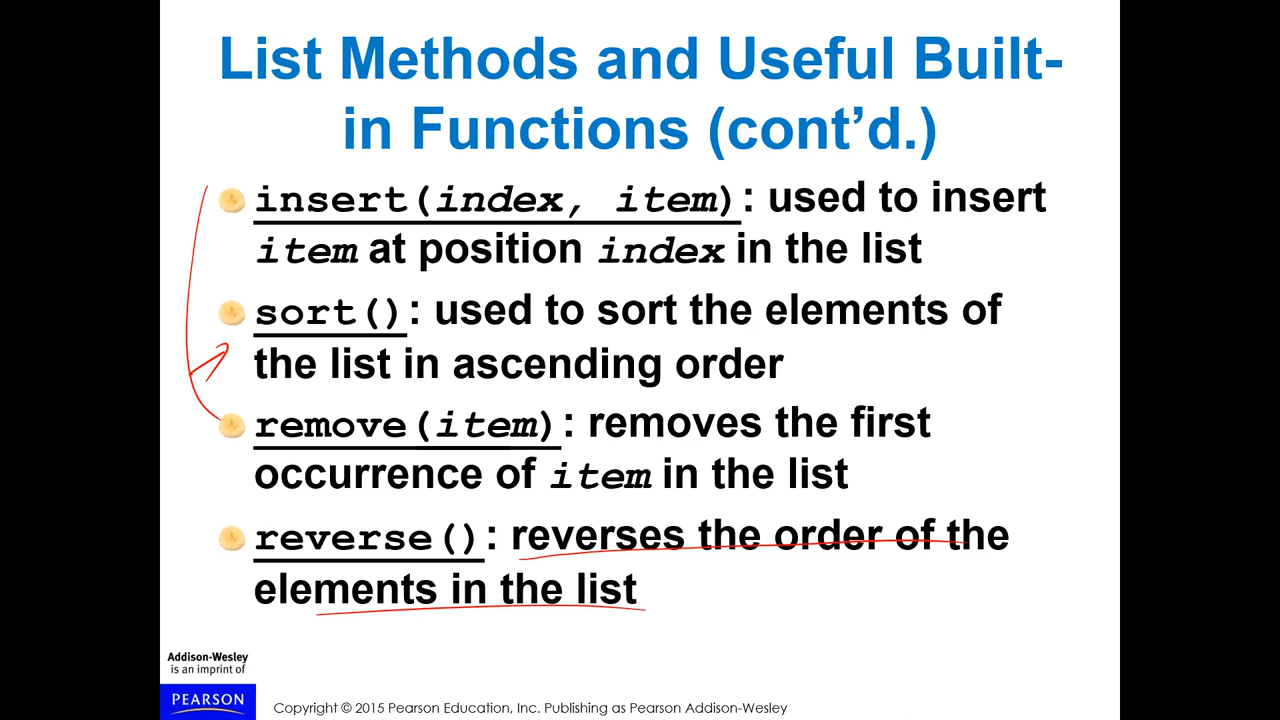 List Methods and Useful Built-
in Functions (cont’d.)
insert(index, item): used to insert
item at position index in the list
sort(): used to sort the elements of
the list in ascending order
remove(item): removes the first
occurrence of item in the list
reverse(): reverses the order of the
elements in the list
Addison-Wesley
is an imprint of
PEARSON
Copyright © 2015 Pearson Education, Inc. Publishing as Pearson Addison-Wesley